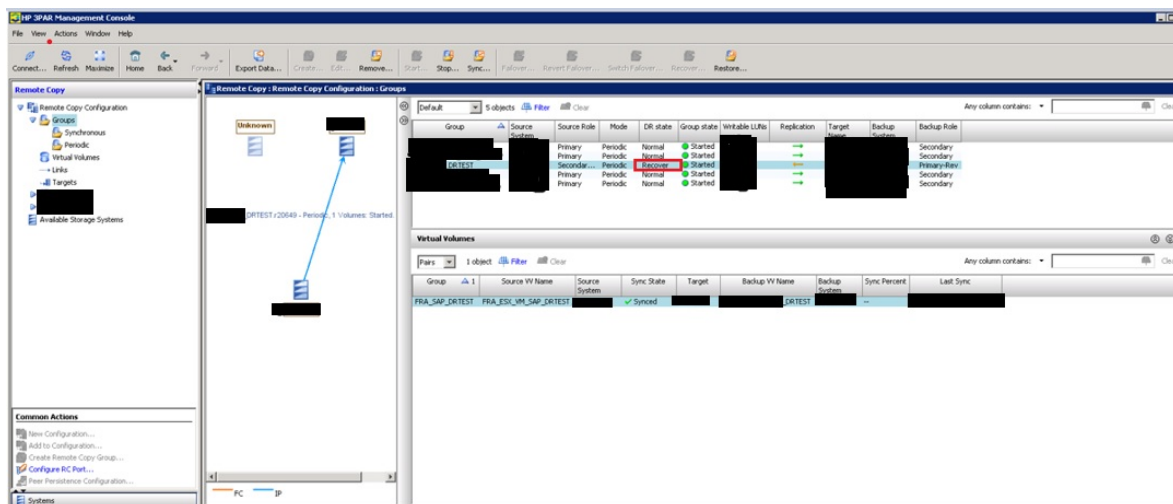 HP 3PAR Management Console
File View Actions Window Help
Connect... Refresh Maximize Home Back Forward Export Data... Create... Edit... Remove... Start... Stop... Sync... Failover... Revert Failover... Switch Failover... Recover... Restore...
Remote Copy
Remote Copy Configuration
Groups
Synchronous
Periodic
Virtual Volumes
Links
Targets
Available Storage Systems
Common Actions
New Configuration...
Add to Configuration...
Create Remote Copy Group...
Configure RC Port...
Peer Persistence Configuration...
Systems
Remote Copy : Remote Copy Configuration : Groups
Unknown
_DRTEST.r20649 - Periodic, 1 Volumes: Started
FC IP
Default 5 objects Filter Clear Any column contains:
Group Source System Source Role Mode DR state Group state Writable LUNs Replication Target Name Backup System Backup Role
Primary Periodic Normal Started Secondary
Primary Periodic Normal Started Secondary
DRTEST Secondar... Periodic Recover Started Primary-Rev
Primary Periodic Normal Started Secondary
Primary Periodic Normal Started Secondary
Virtual Volumes
Pairs 1 object Filter Clear Any column contains:
Group 1 Source VV Name Source System Sync State Target Backup VV Name Backup System Sync Percent Last Sync
FRA_SAP_DRTEST FRA_ESX_VM_SAP_DRTEST Synced _DRTEST --